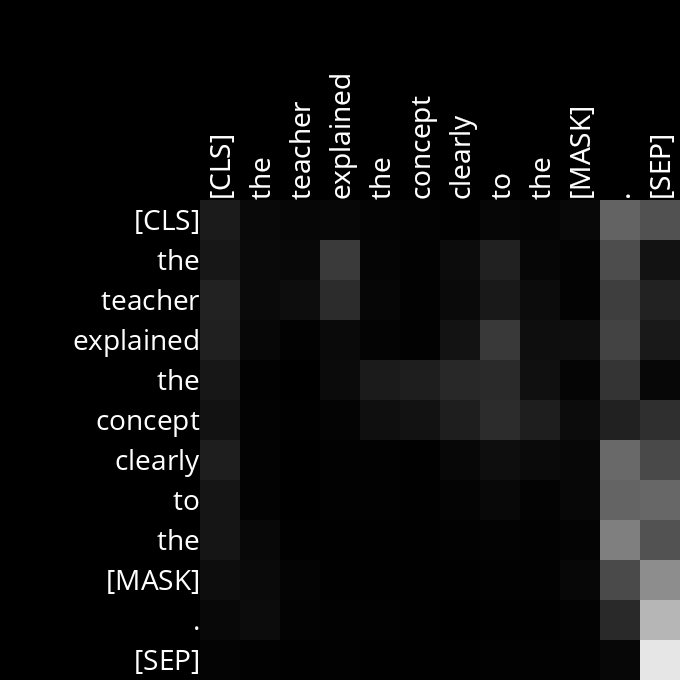 [CLS] the teacher explained the concept clearly to the [MASK] . [SEP]
[CLS]
the
teacher
explained
the
concept
clearly
to
the
[MASK]
.
[SEP]